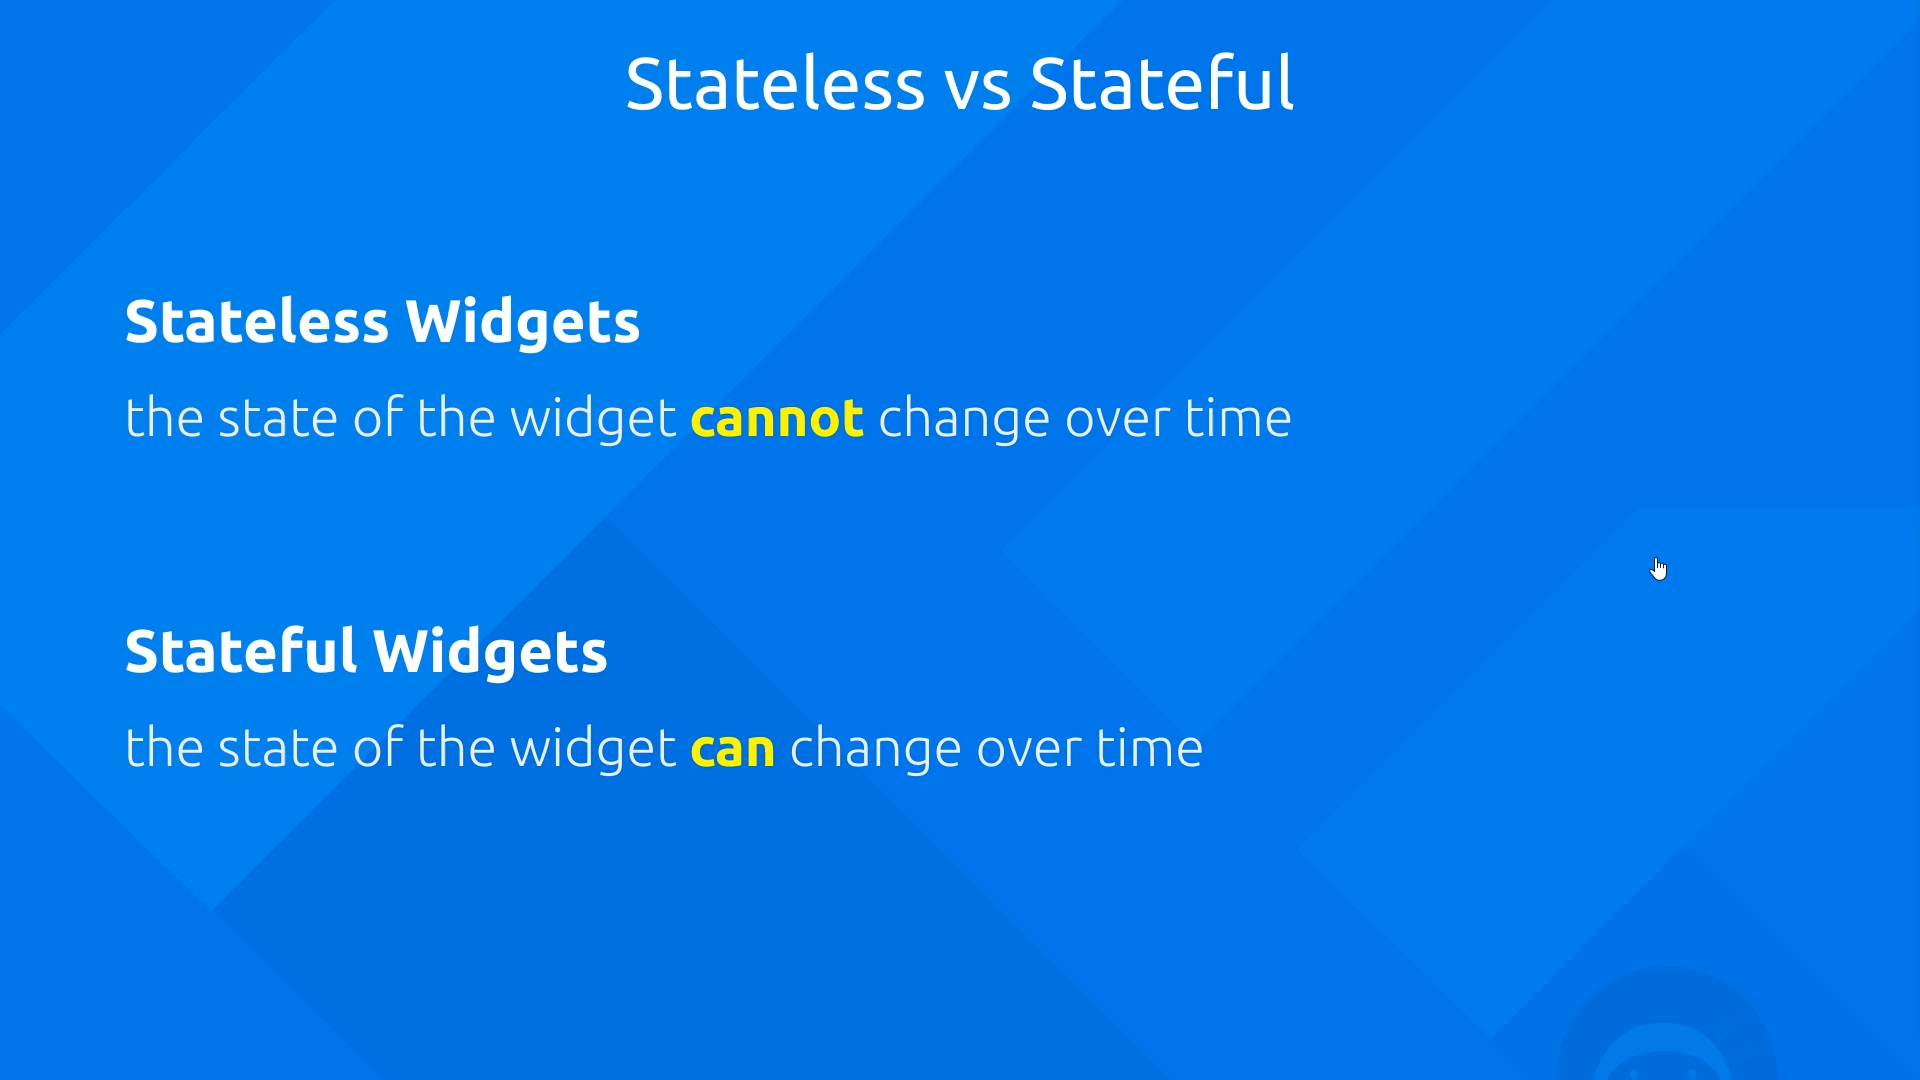 Stateless vs Stateful
Stateless Widgets
the state of the widget cannot change over time
Stateful Widgets
the state of the widget can change over time